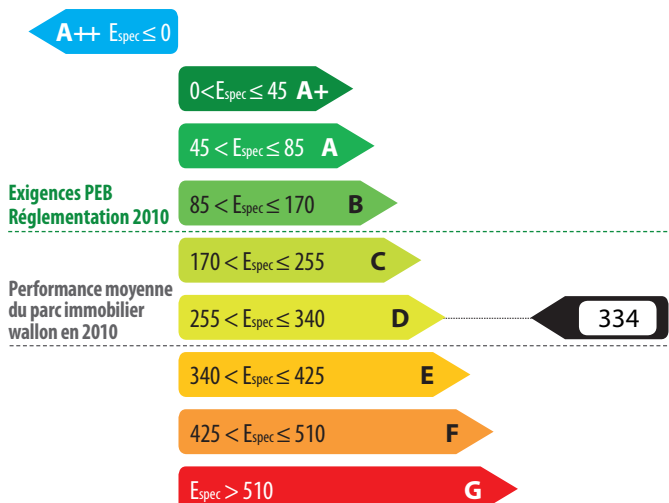 A++ Espec ≤ 0
0<Espec ≤ 45 A+
45 < Espec ≤ 85 A
Exigences PEB
Réglementation 2010
85 < Espec ≤ 170 B
170 < Espec ≤ 255 C
Performance moyenne
du parc immobilier
wallon en 2010
255 < Espec ≤ 340 D
334
340 < Espec ≤ 425 E
425 < Espec ≤ 510 F
Espec > 510 G